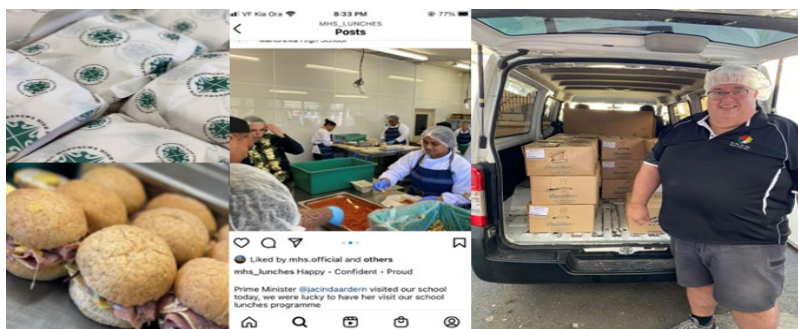 VF Kia Ora
8:33 PM
77%
MHS_LUNCHES
Posts
Liked by mhs.official and others
mhs_lunches Happy • Confident • Proud
Prime Minister @jacindaardern visited our school
today, we were lucky to have her visit our school
lunches programme